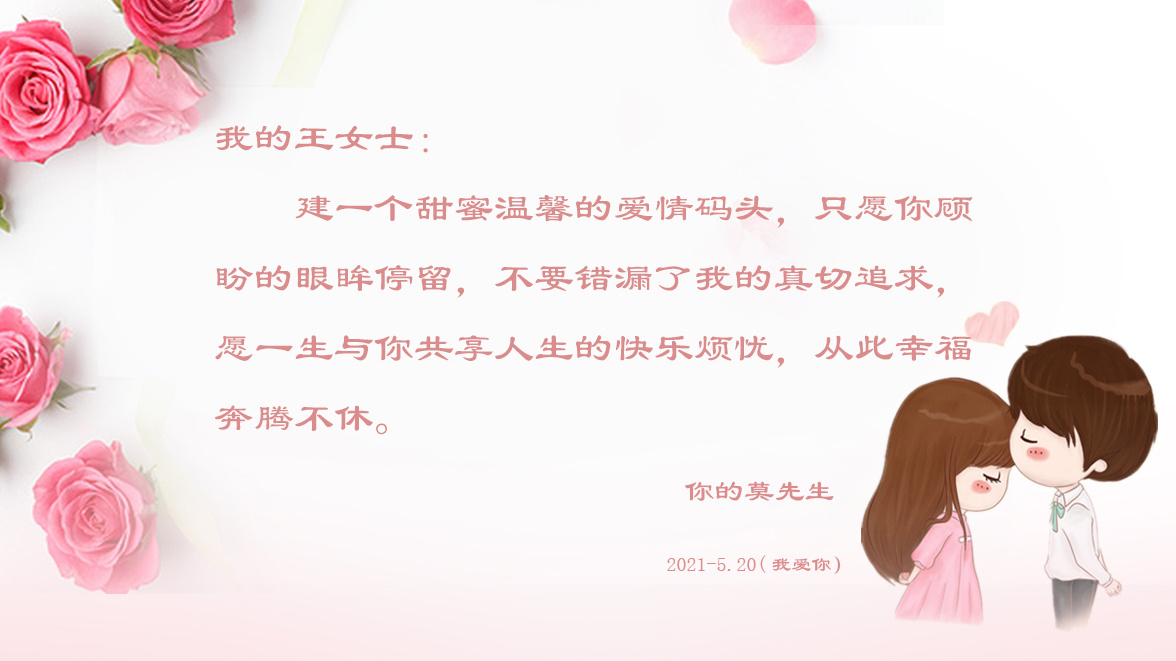 我的王女士：
建一个甜蜜温馨的爱情码头，只愿你顾
盼的眼眸停留，不要错漏了我的真切追求，
愿一生与你共享人生的快乐烦忧，从此幸福
奔腾不休。
你的莫先生
2021-5.20(我爱你)